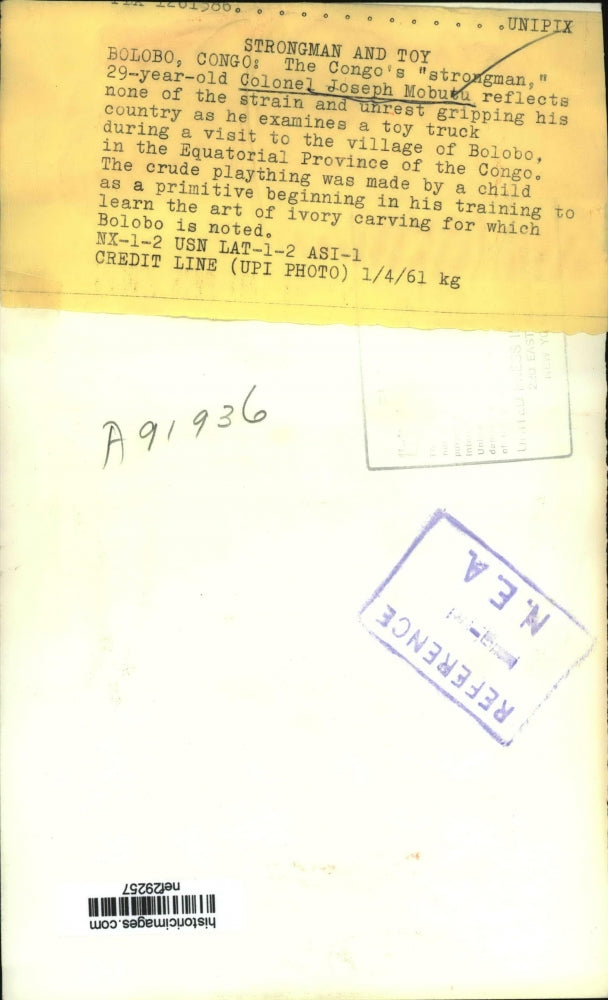 1201586. . . . . . . . . . . . . .UNIPIX
STRONGMAN AND TOY
BOLOBO, CONGO: The Congo's "strongman,"
29-year-old Colonel Joseph Mobutu reflects
none of the strain and unrest gripping his
country as he examines a toy truck
during a visit to the village of Bolobo,
in the Equatorial Province of the Congo.
The crude plaything was made by a child
as a primitive beginning in his training to
learn the art of ivory carving for which
Bolobo is noted.
NX-1-2 USN LAT-1-2 ASI-1
CREDIT LINE (UPI PHOTO) 1/4/61 kg
A91936
REFERENCE
N.E.A.
historicimages.com
nef29257